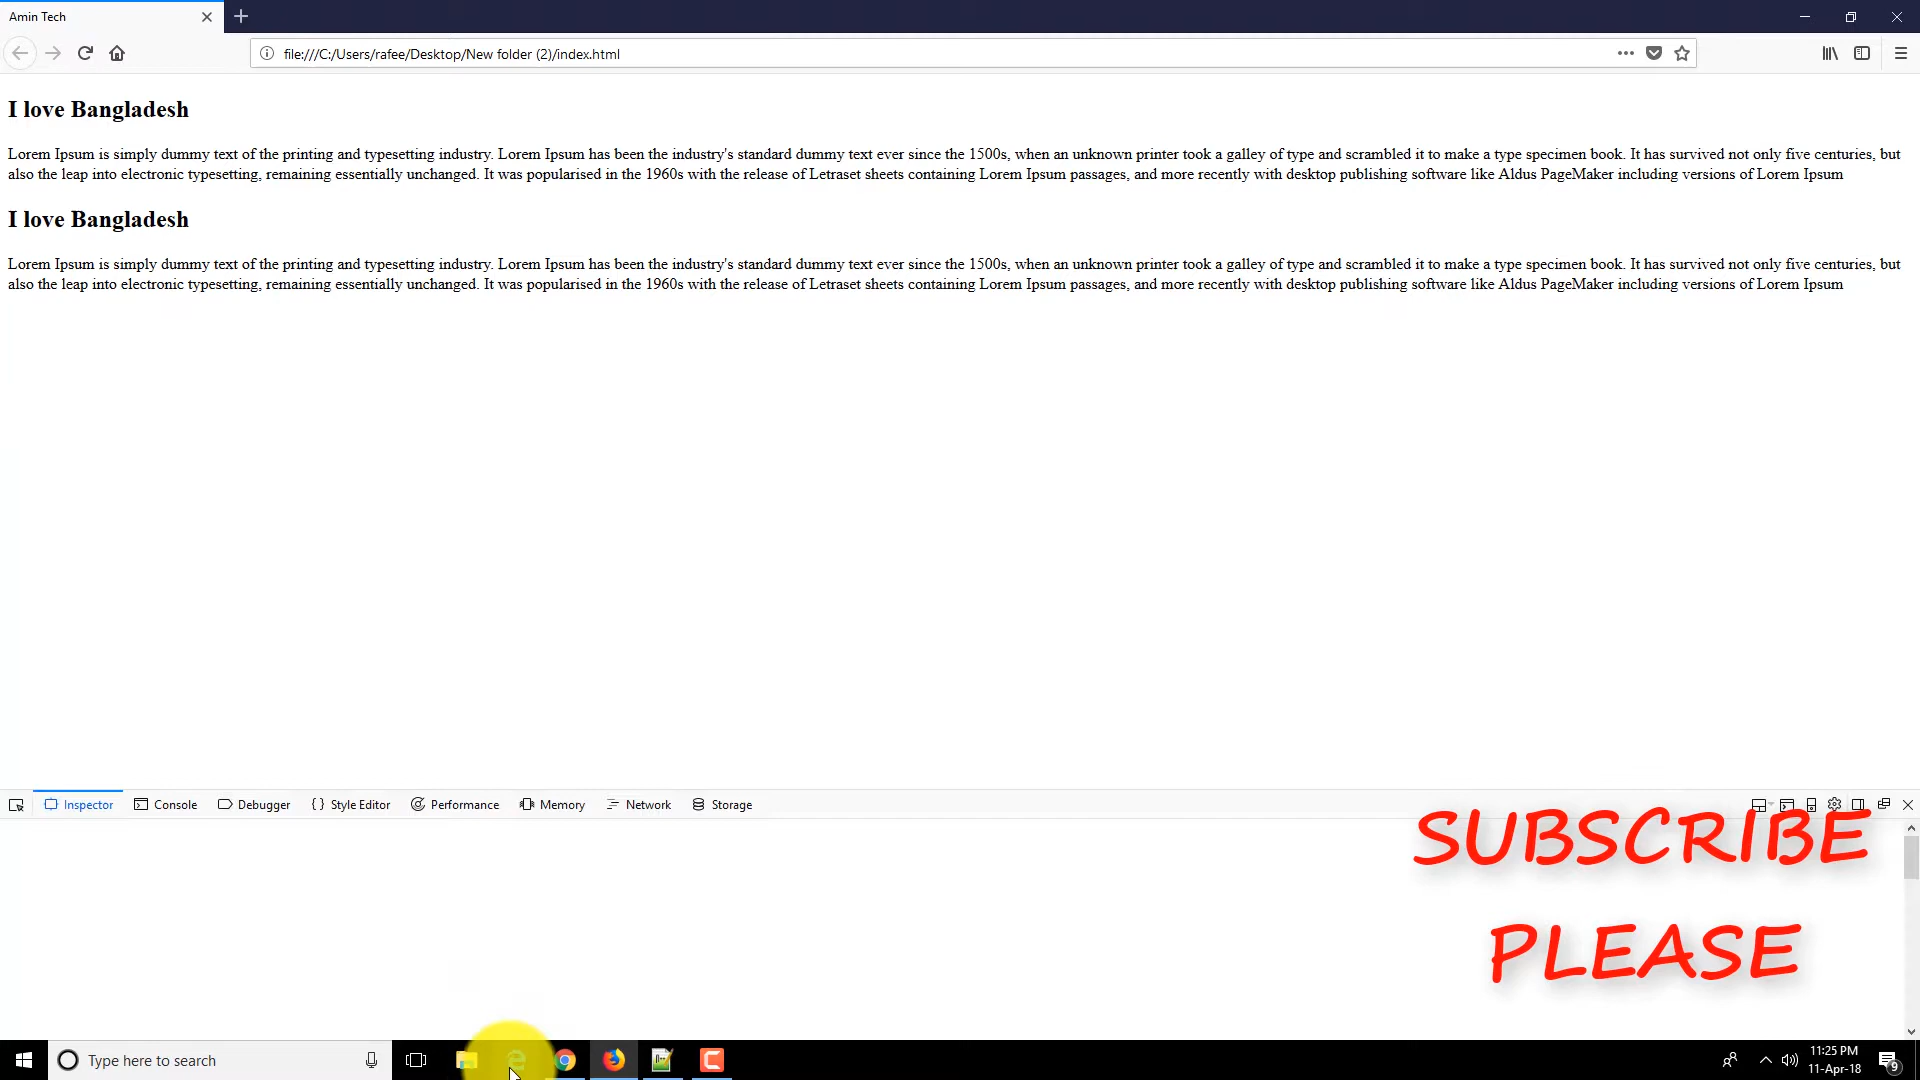 Amin Tech
file:///C:/Users/rafee/Desktop/New folder (2)/index.html
I love Bangladesh
Lorem Ipsum is simply dummy text of the printing and typesetting industry. Lorem Ipsum has been the industry's standard dummy text ever since the 1500s, when an unknown printer took a galley of type and scrambled it to make a type specimen book. It has survived not only five centuries, but
also the leap into electronic typesetting, remaining essentially unchanged. It was popularised in the 1960s with the release of Letraset sheets containing Lorem Ipsum passages, and more recently with desktop publishing software like Aldus PageMaker including versions of Lorem Ipsum
I love Bangladesh
Lorem Ipsum is simply dummy text of the printing and typesetting industry. Lorem Ipsum has been the industry's standard dummy text ever since the 1500s, when an unknown printer took a galley of type and scrambled it to make a type specimen book. It has survived not only five centuries, but
also the leap into electronic typesetting, remaining essentially unchanged. It was popularised in the 1960s with the release of Letraset sheets containing Lorem Ipsum passages, and more recently with desktop publishing software like Aldus PageMaker including versions of Lorem Ipsum
Inspector Console Debugger Style Editor Performance Memory Network Storage
SUBSCRIBE
PLEASE
Type here to search
11:25 PM
11-Apr-18
9